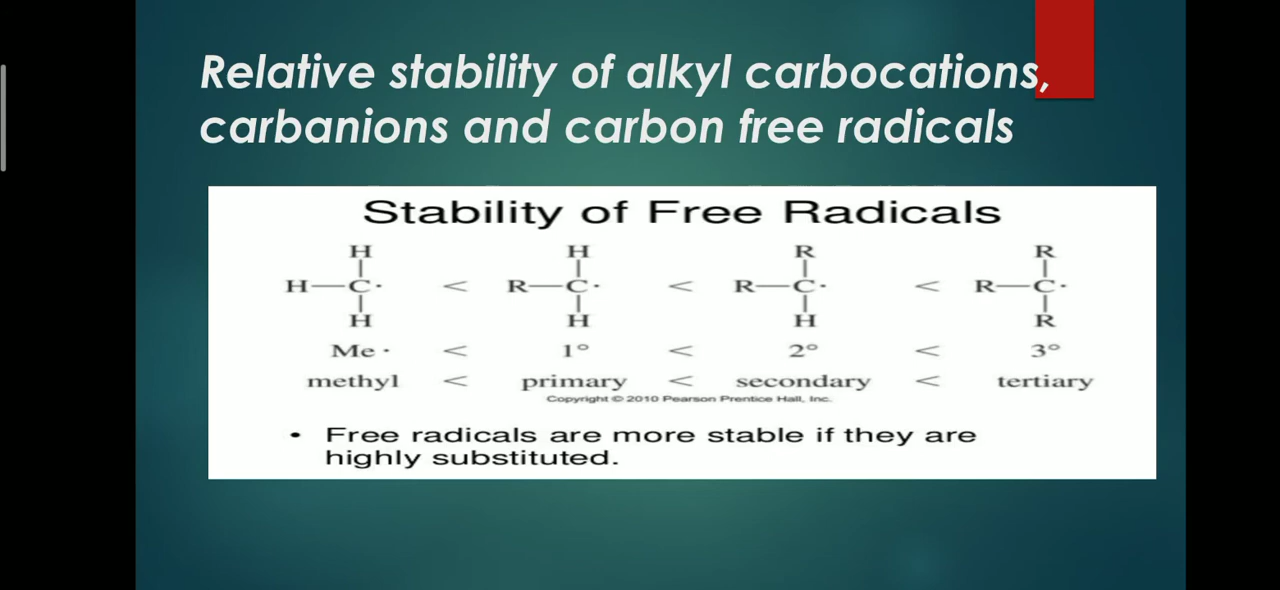 Relative stability of alkyl carbocations,
carbanions and carbon free radicals
Stability of Free Radicals
H H R R
H—C· < R—C· < R—C· < R—C·
H H H R
Me · < 1° < 2° < 3°
methyl < primary < secondary < tertiary
Copyright © 2010 Pearson Prentice Hall, Inc.
• Free radicals are more stable if they are
highly substituted.